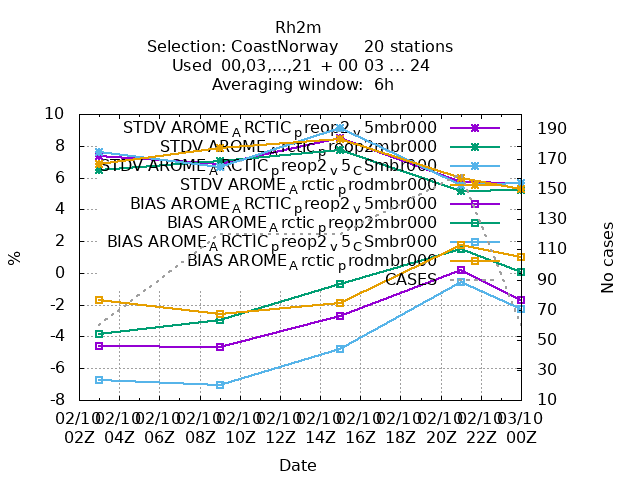 Rh2m
Selection: CoastNorway 20 stations
Used 00,03,...,21 + 00 03 ... 24
Averaging window: 6h
10
8
6
4
2
0
-2
-4
-6
-8
%
190
170
150
130
110
90
70
50
30
10
No cases
STDV AROME_ARCTIC_preop2_v5mbr000
STDV AROME_Arctic_preop2mbr000
STDV AROME_ARCTIC_preop2_v5_CSmbr000
STDV AROME_Arctic_prodmbr000
BIAS AROME_ARCTIC_preop2_v5mbr000
BIAS AROME_Arctic_preop2mbr000
BIAS AROME_ARCTIC_preop2_v5_CSmbr000
BIAS AROME_Arctic_prodmbr000
CASES
02/10 02/10 02/10 02/10 02/10 02/10 02/10 02/10 02/10 02/10 02/10 03/10
02Z 04Z 06Z 08Z 10Z 12Z 14Z 16Z 18Z 20Z 22Z 00Z
Date